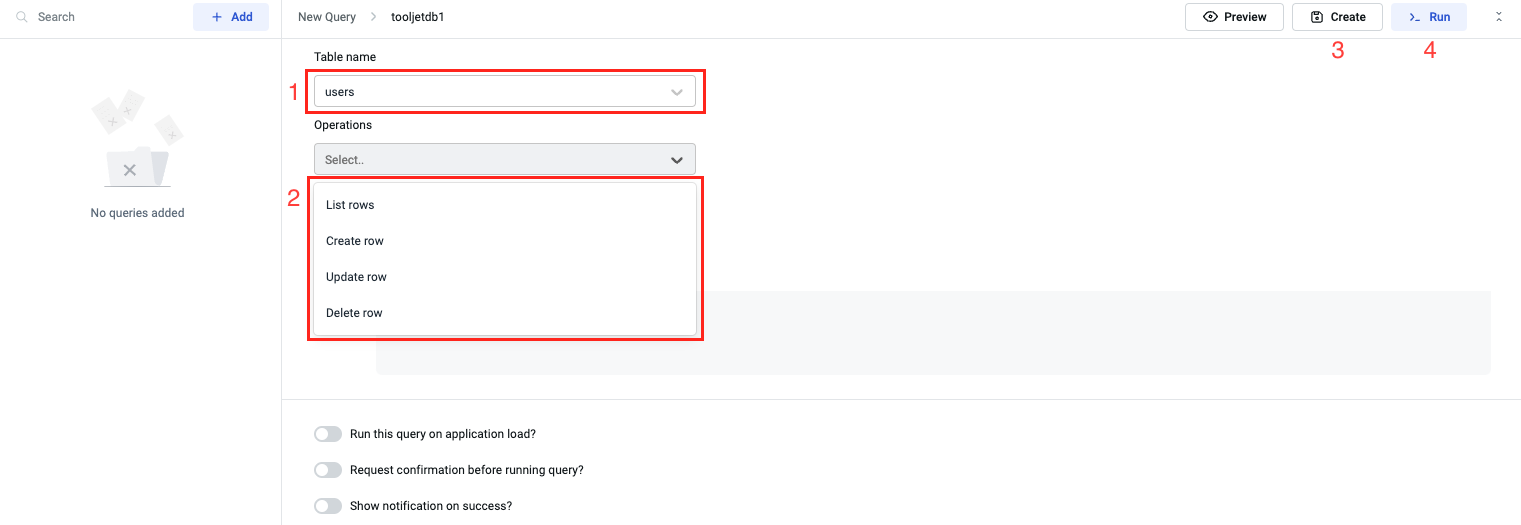 Search
+ Add
New Query > tooljetdb1
Preview
Create
Run
3
4
Table name
1
users
Operations
Select..
2
List rows
Create row
Update row
Delete row
No queries added
Run this query on application load?
Request confirmation before running query?
Show notification on success?